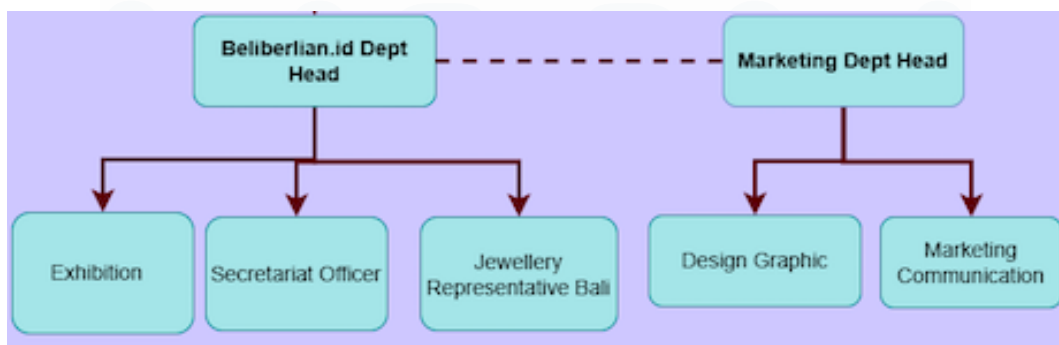 Beliberlian.id Dept
Head
Marketing Dept Head
Exhibition
Secretariat Officer
Jewellery
Representative Bali
Design Graphic
Marketing
Communication